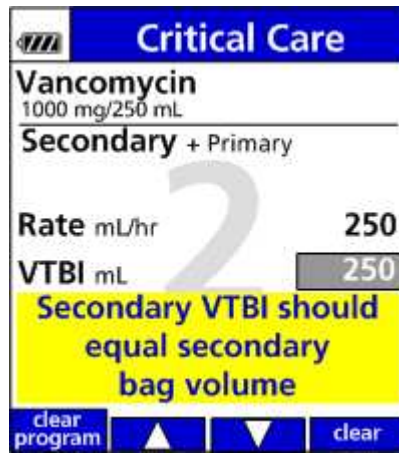 Critical Care
Vancomycin
1000 mg/250 mL
Secondary + Primary
2
Rate mL/hr 250
VTBI mL 250
Secondary VTBI should
equal secondary
bag volume
clear
program
clear